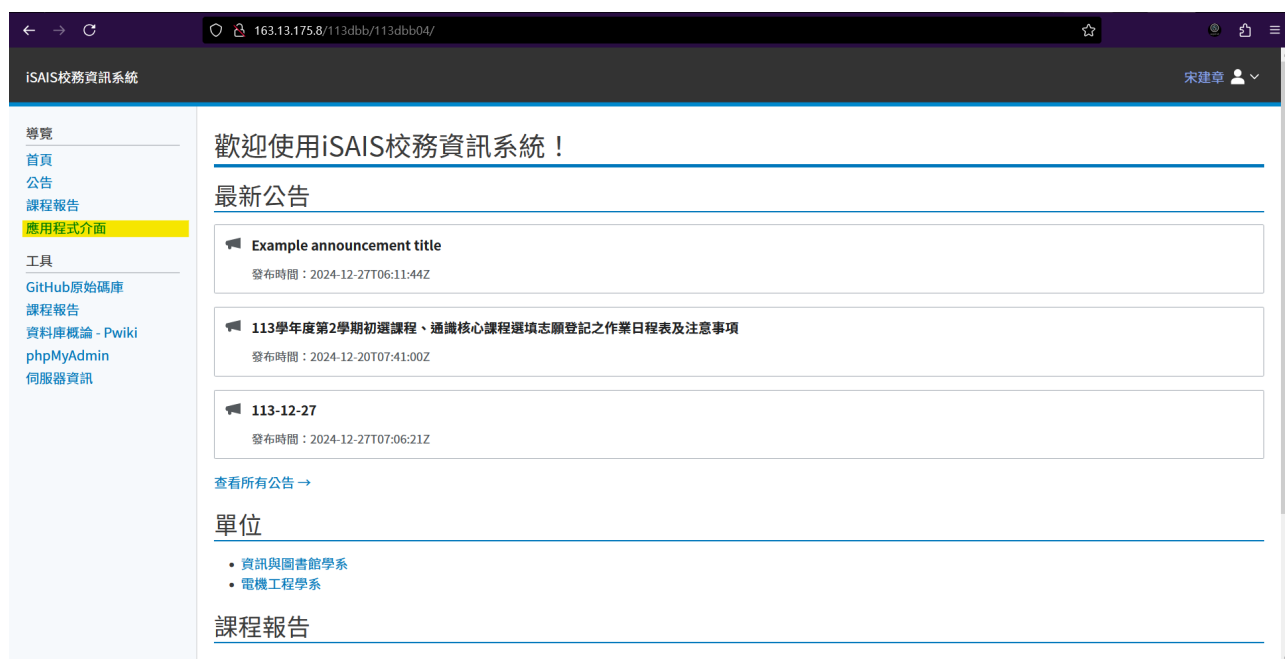 163.13.175.8/113dbb/113dbb04/
iSAIS校務資訊系統
宋建章
導覽
首頁
公告
課程報告
應用程式介面
工具
GitHub原始碼庫
課程報告
資料庫概論 - Pwiki
phpMyAdmin
伺服器資訊
歡迎使用iSAIS校務資訊系統！
最新公告
Example announcement title
發布時間：2024-12-27T06:11:44Z
113學年度第2學期初選課程、通識核心課程選填志願登記之作業日程表及注意事項
發布時間：2024-12-20T07:41:00Z
113-12-27
發布時間：2024-12-27T07:06:21Z
查看所有公告→
單位
• 資訊與圖書館學系
• 電機工程學系
課程報告